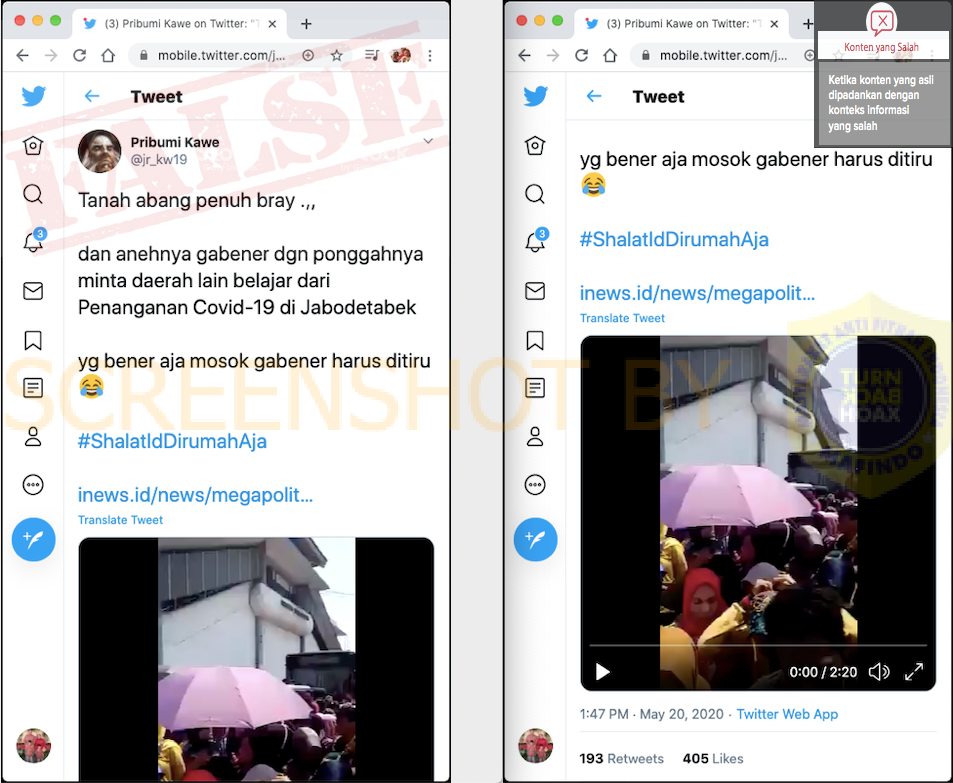 (3) Pribumi Kawe on Twitter: "T
mobile.twitter.com/j...
Tweet
Pribumi Kawe
@jr_kw19
Tanah abang penuh bray .,,
dan anehnya gabener dgn ponggahnya
minta daerah lain belajar dari
Penanganan Covid-19 di Jabodetabek
yg bener aja mosok gabener harus ditiru
😂
#ShalatIdDirumahAja
inews.id/news/megapolit...
Translate Tweet
3
FALSE
SCREENSHOT BY
(3) Pribumi Kawe on Twitter: "
mobile.twitter.com/j...
Tweet
Konten yang Salah
Ketika konten yang asli
dipadankan dengan
konteks informasi
yang salah
yg bener aja mosok gabener harus ditiru
😂
#ShalatIdDirumahAja
inews.id/news/megapolit...
Translate Tweet
3
TURN
BACK
HOAX
MAFINDO
0:00 / 2:20
1:47 PM · May 20, 2020 · Twitter Web App
193 Retweets 405 Likes